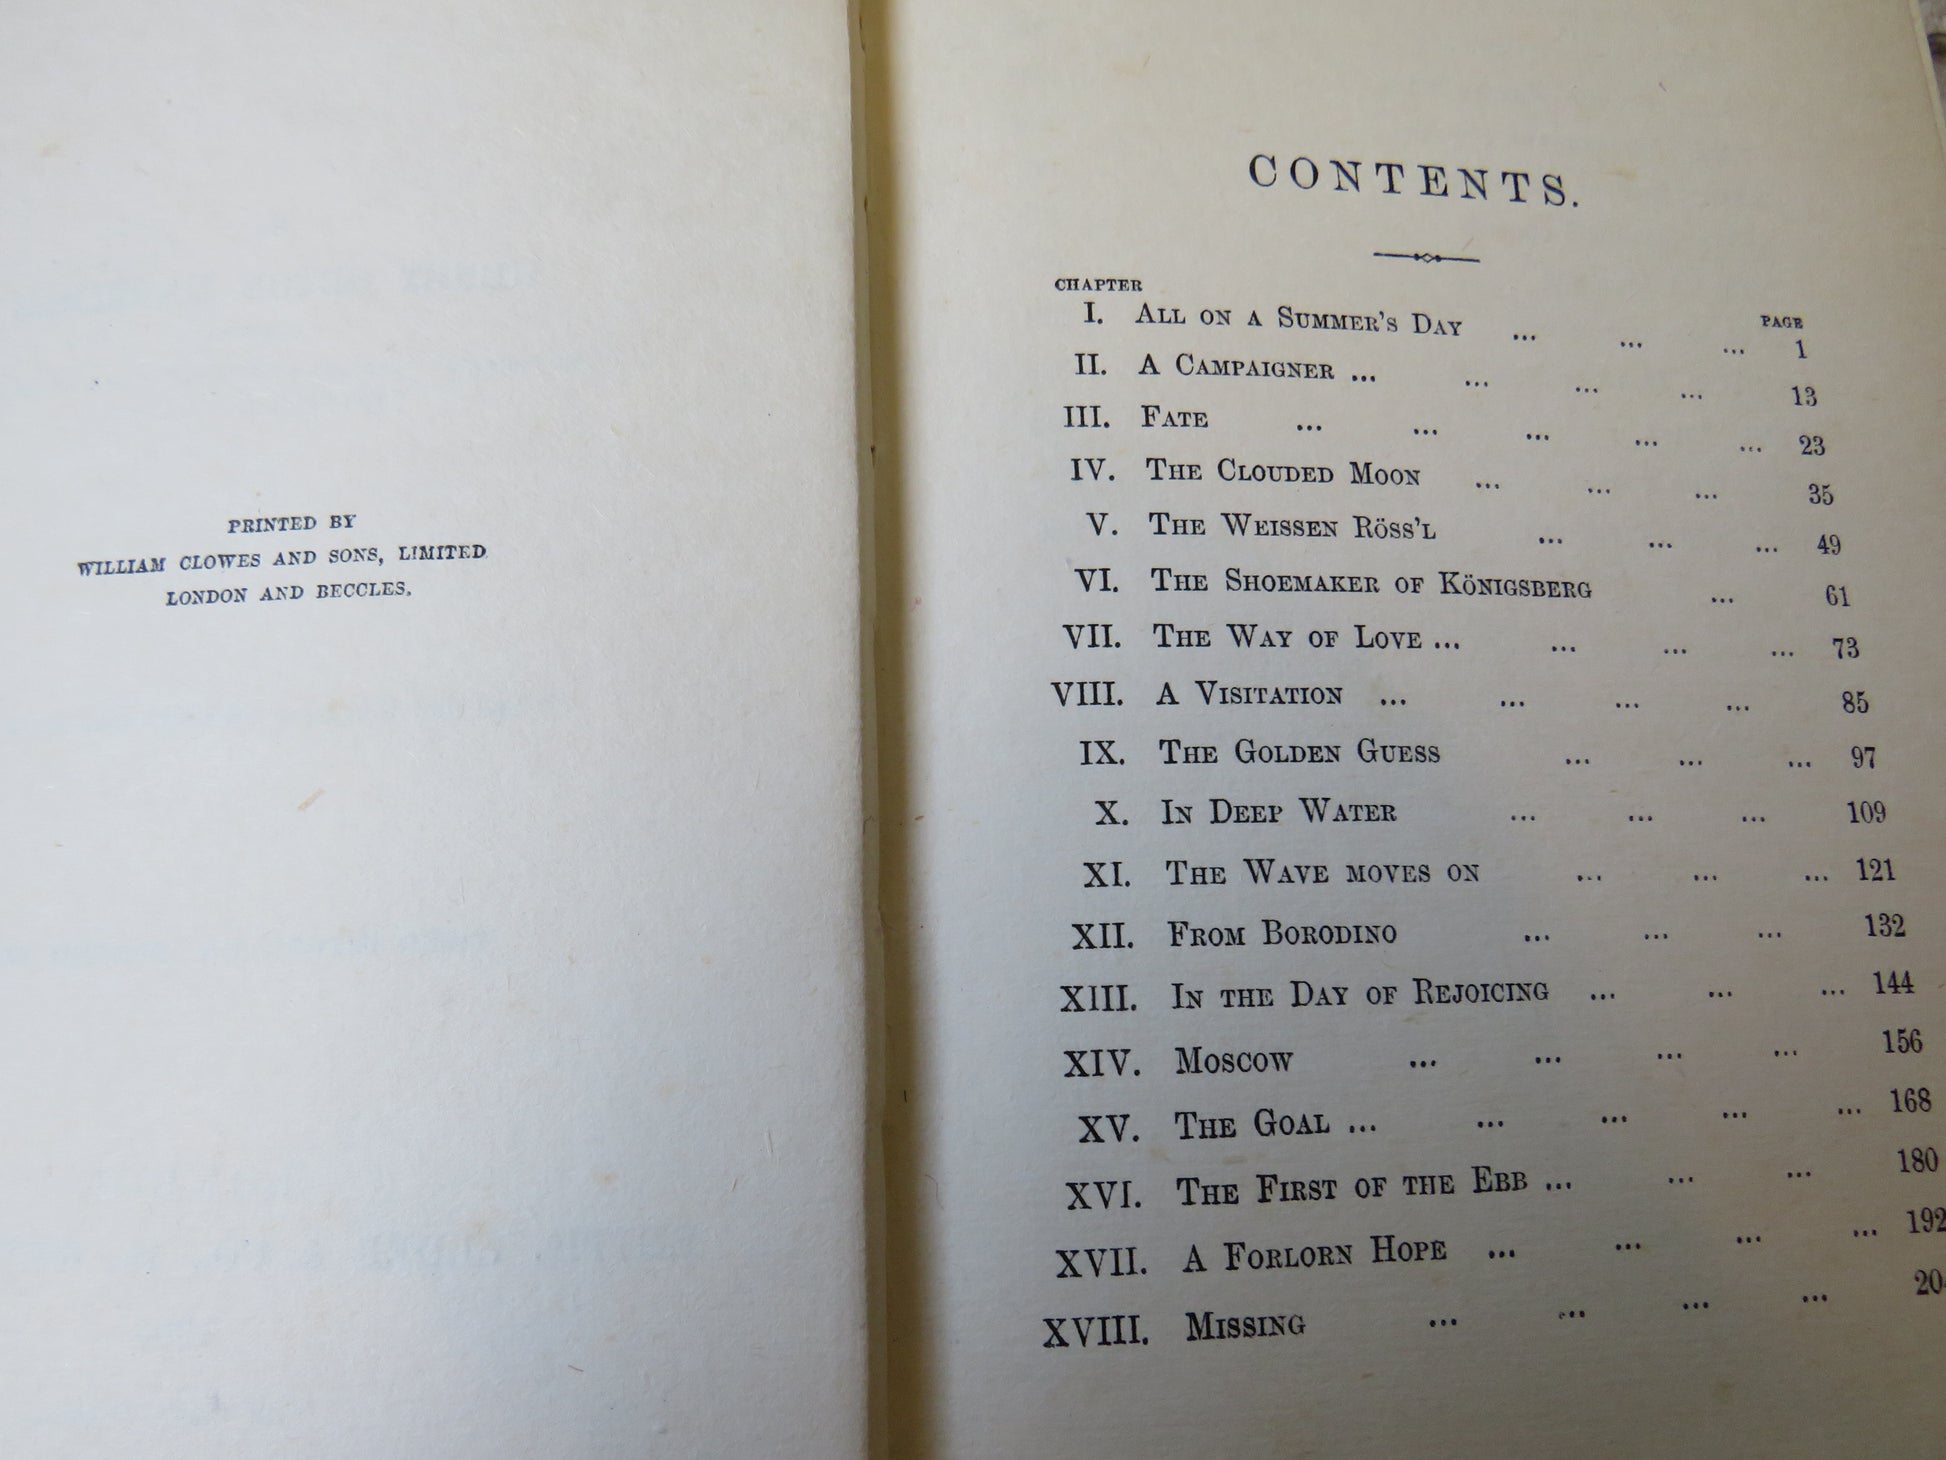 PRINTED BY
WILLIAM CLOWES AND SONS, LIMITED
LONDON AND BECCLES.
CONTENTS.
CHAPTER PAGE
I. ALL ON A SUMMER'S DAY ... ... ... 1
II. A CAMPAIGNER ... ... ... ... 13
III. FATE ... ... ... ... ... 23
IV. THE CLOUDED MOON ... ... ... 35
V. THE WEISSEN RÖSS'L ... ... ... 49
VI. THE SHOEMAKER OF KÖNIGSBERG ... 61
VII. THE WAY OF LOVE ... ... ... ... 73
VIII. A VISITATION ... ... ... ... 85
IX. THE GOLDEN GUESS ... ... ... 97
X. IN DEEP WATER ... ... ... 109
XI. THE WAVE MOVES ON ... ... ... 121
XII. FROM BORODINO ... ... ... 132
XIII. IN THE DAY OF REJOICING ... ... ... 144
XIV. MOSCOW ... ... ... ... 156
XV. THE GOAL ... ... ... ... ... 168
XVI. THE FIRST OF THE EBB ... ... ... 180
XVII. A FORLORN HOPE ... ... ... ... 192
XVIII. MISSING ... ... ... ...